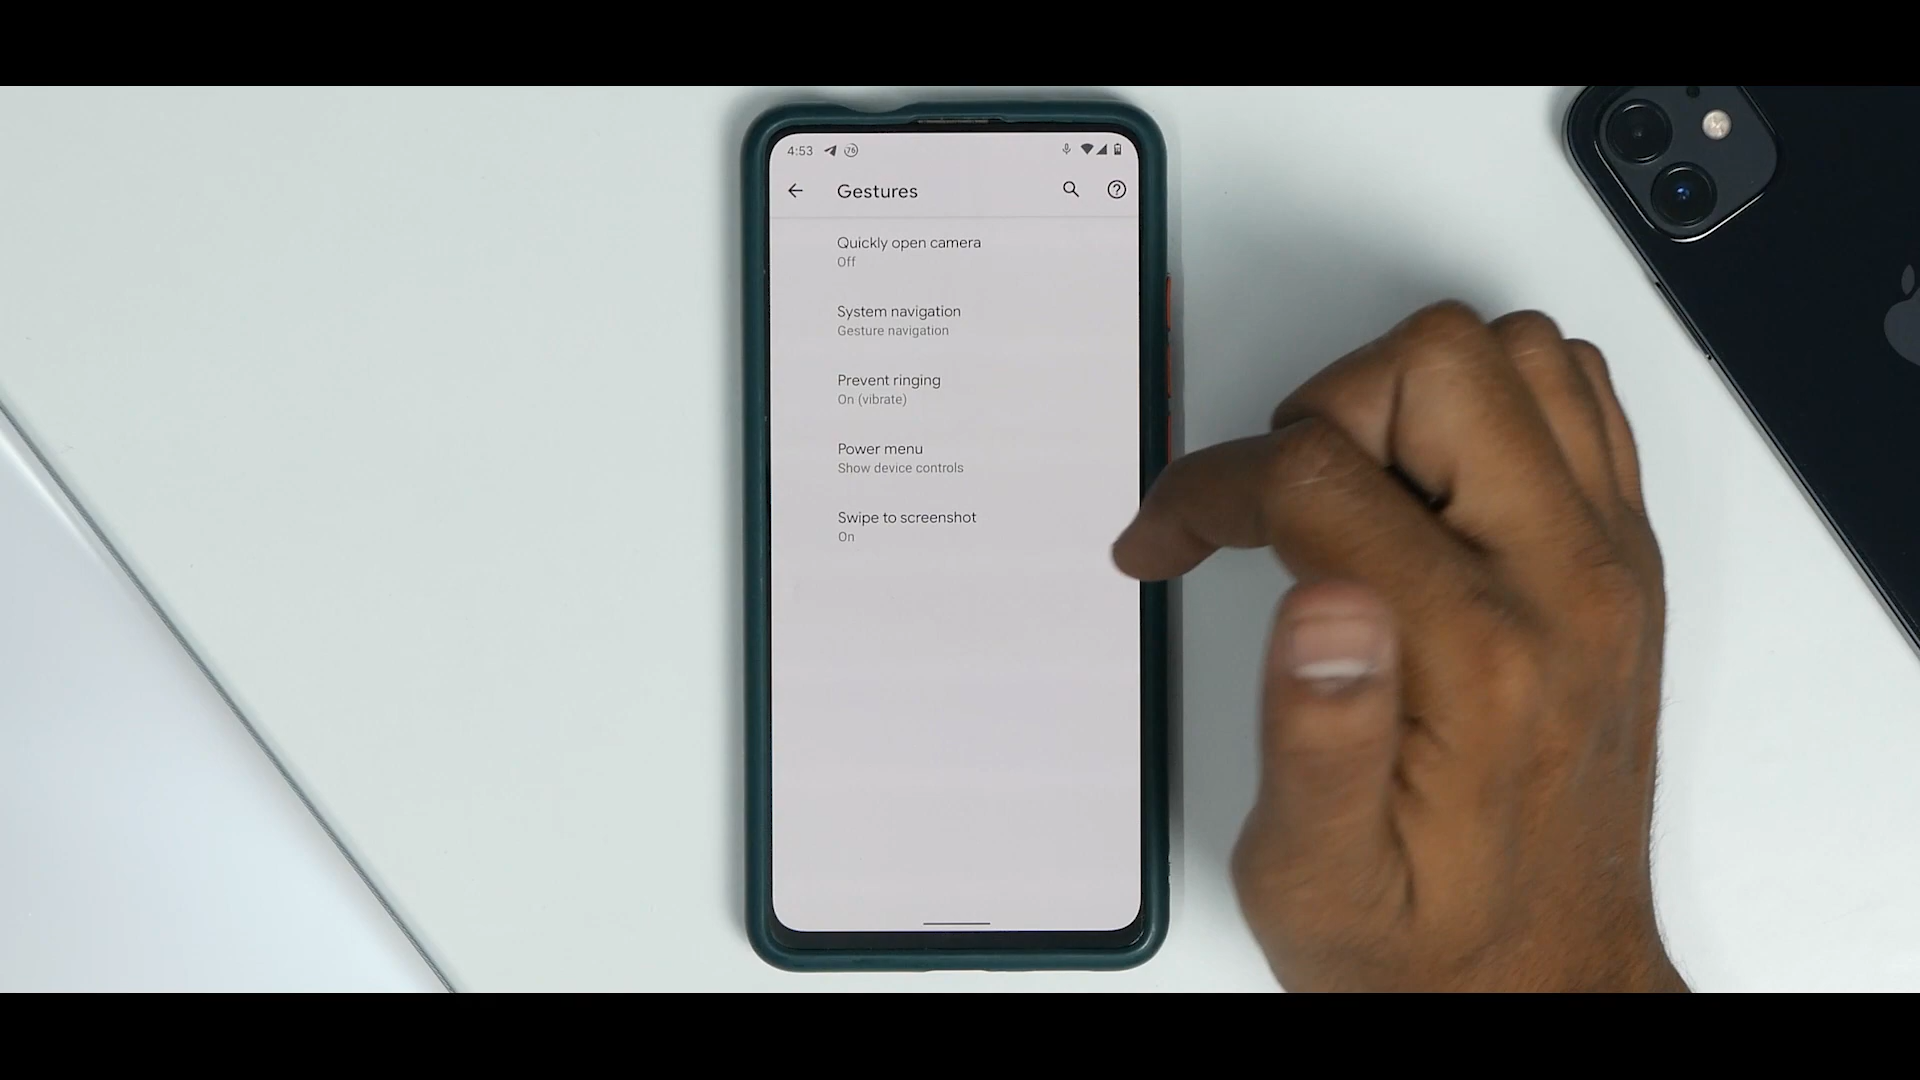 4:53
76
Gestures
Quickly open camera
Off
System navigation
Gesture navigation
Prevent ringing
On (vibrate)
Power menu
Show device controls
Swipe to screenshot
On